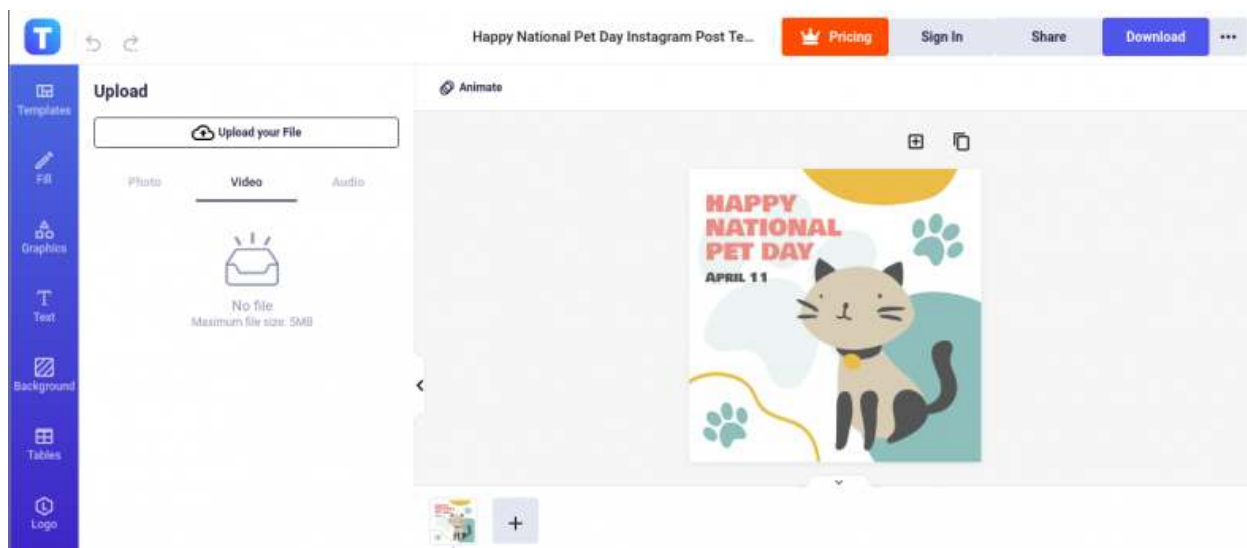 T
Happy National Pet Day Instagram Post Te...
Pricing
Sign In
Share
Download
Templates
Fill
Graphics
Text
Background
Tables
Logo
Upload
Upload your File
Photo
Video
Audio
No file
Maximum file size: 5MB
Animate
HAPPY
NATIONAL
PET DAY
APRIL 11